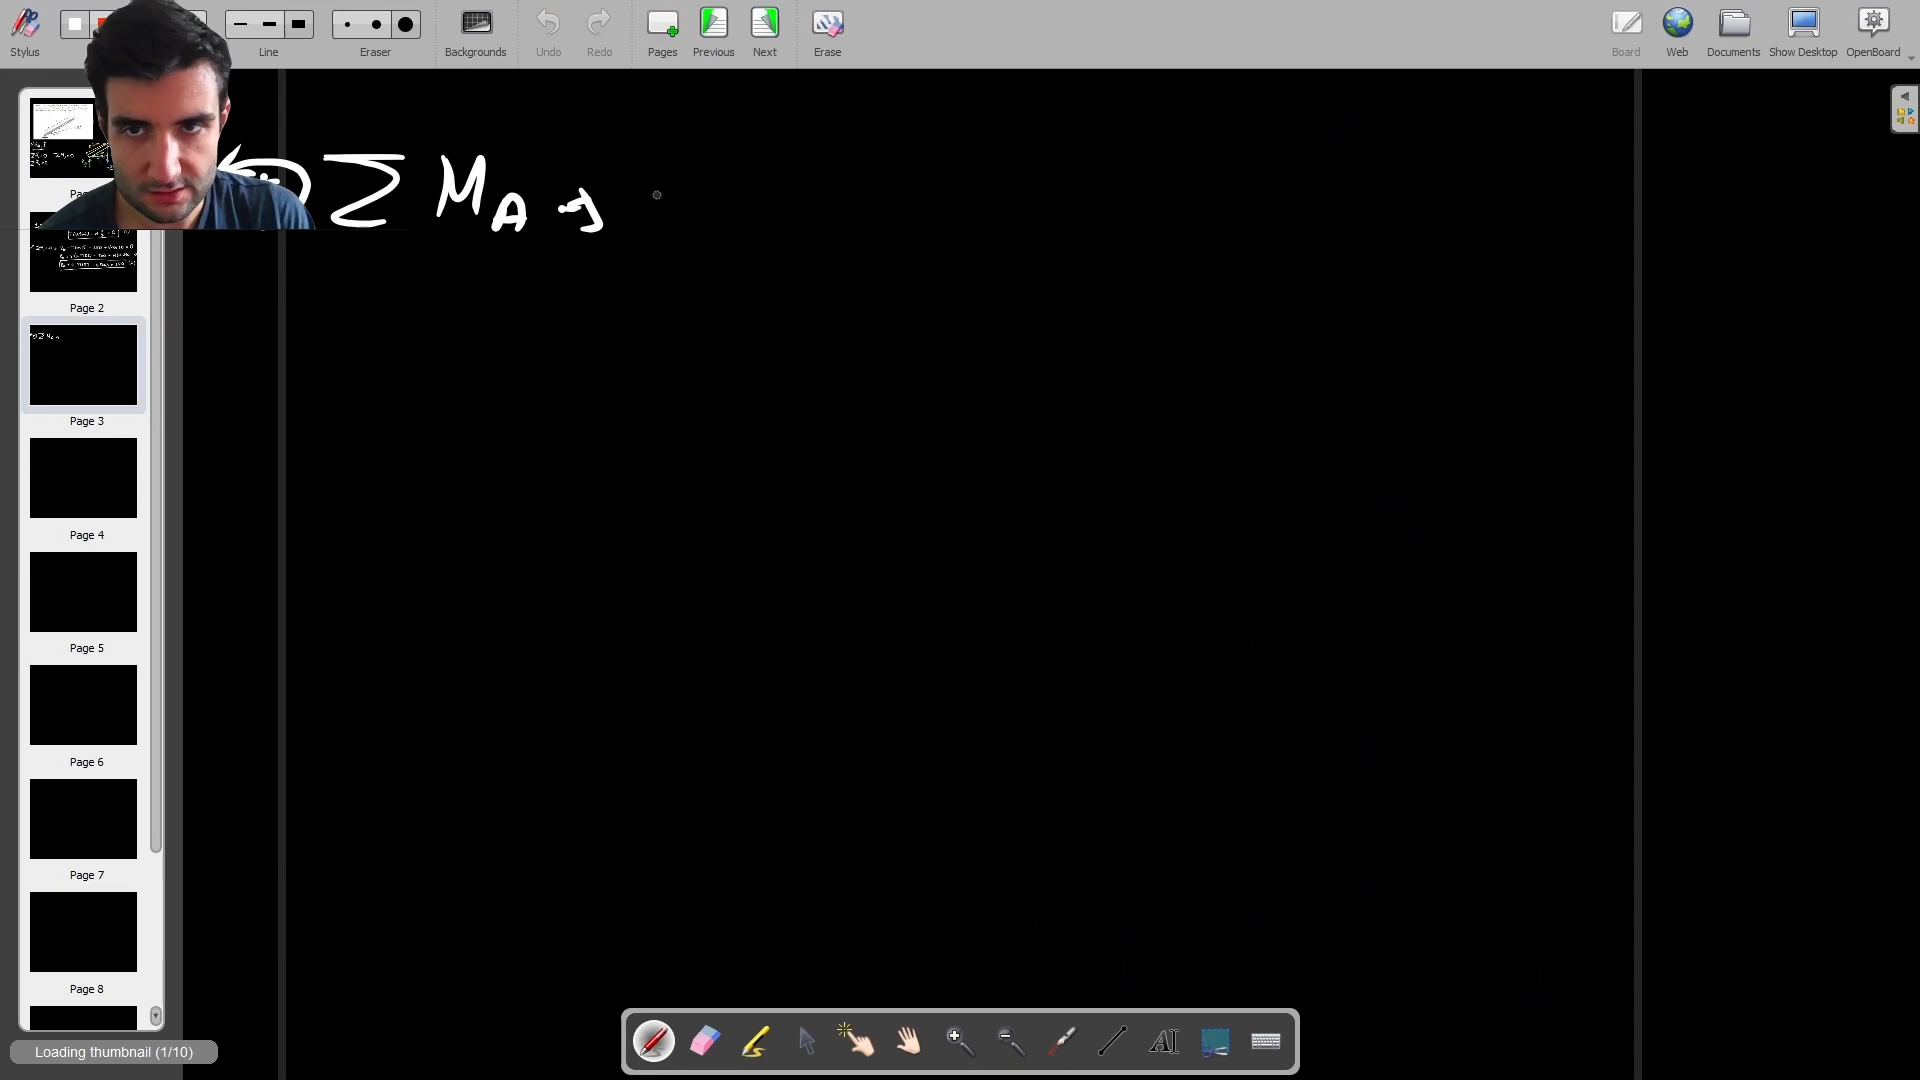 Stylus
Line
Eraser
Backgrounds
Undo
Redo
Pages
Previous
Next
Erase
Board
Web
Documents
Show Desktop
OpenBoard
Σ M_A
Page 2
Page 3
Page 4
Page 5
Page 6
Page 7
Page 8
Loading thumbnail (1/10)